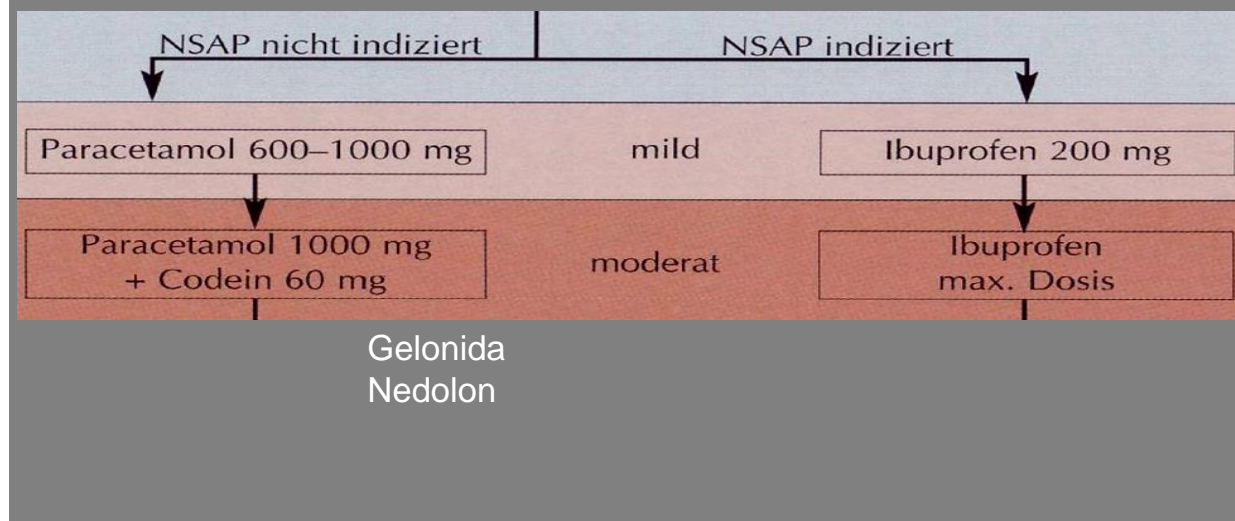 NSAP nicht indiziert
NSAP indiziert
Paracetamol 600–1000 mg
mild
Ibuprofen 200 mg
Paracetamol 1000 mg
+ Codein 60 mg
moderat
Ibuprofen
max. Dosis
Gelonida
Nedolon